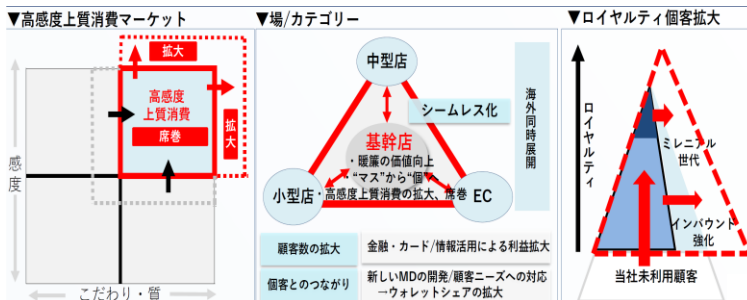 ▼高感度上質消費マーケット
拡大
高感度
上質消費
席巻
拡大
感度
こだわり・質
▼場/カテゴリー
中型店
シームレス化
海外同時展開
基幹店
・暖簾の価値向上
・“マス”から“個”へ
・高感度上質消費の拡大、席巻
小型店
EC
顧客数の拡大
金融・カード/情報活用による利益拡大
個客とのつながり
新しいMDの開発/顧客ニーズへの対応
→ウォレットシェアの拡大
▼ロイヤルティ個客拡大
ロイヤルティ
ミレニアル
世代
インバウンド
強化
当社未利用顧客